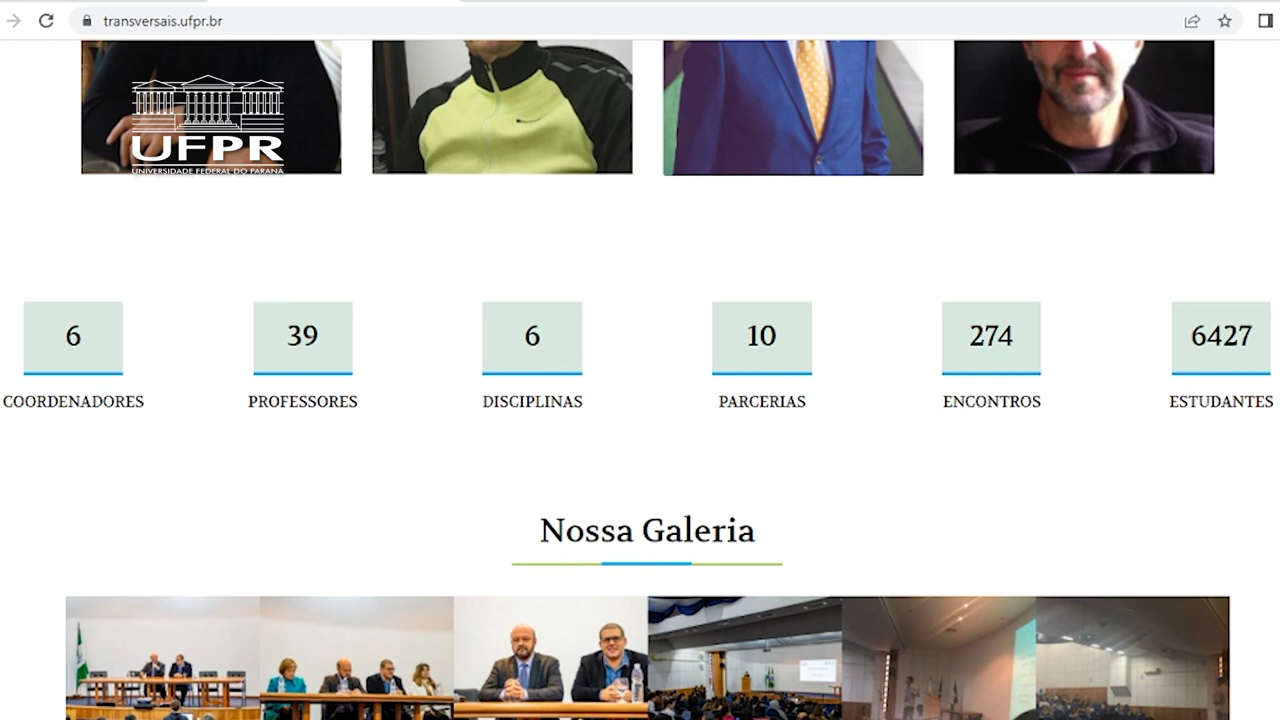 transversais.ufpr.br
UFPR
UNIVERSIDADE FEDERAL DO PARANÁ
6
39
6
10
274
6427
COORDENADORES
PROFESSORES
DISCIPLINAS
PARCERIAS
ENCONTROS
ESTUDANTES
Nossa Galeria